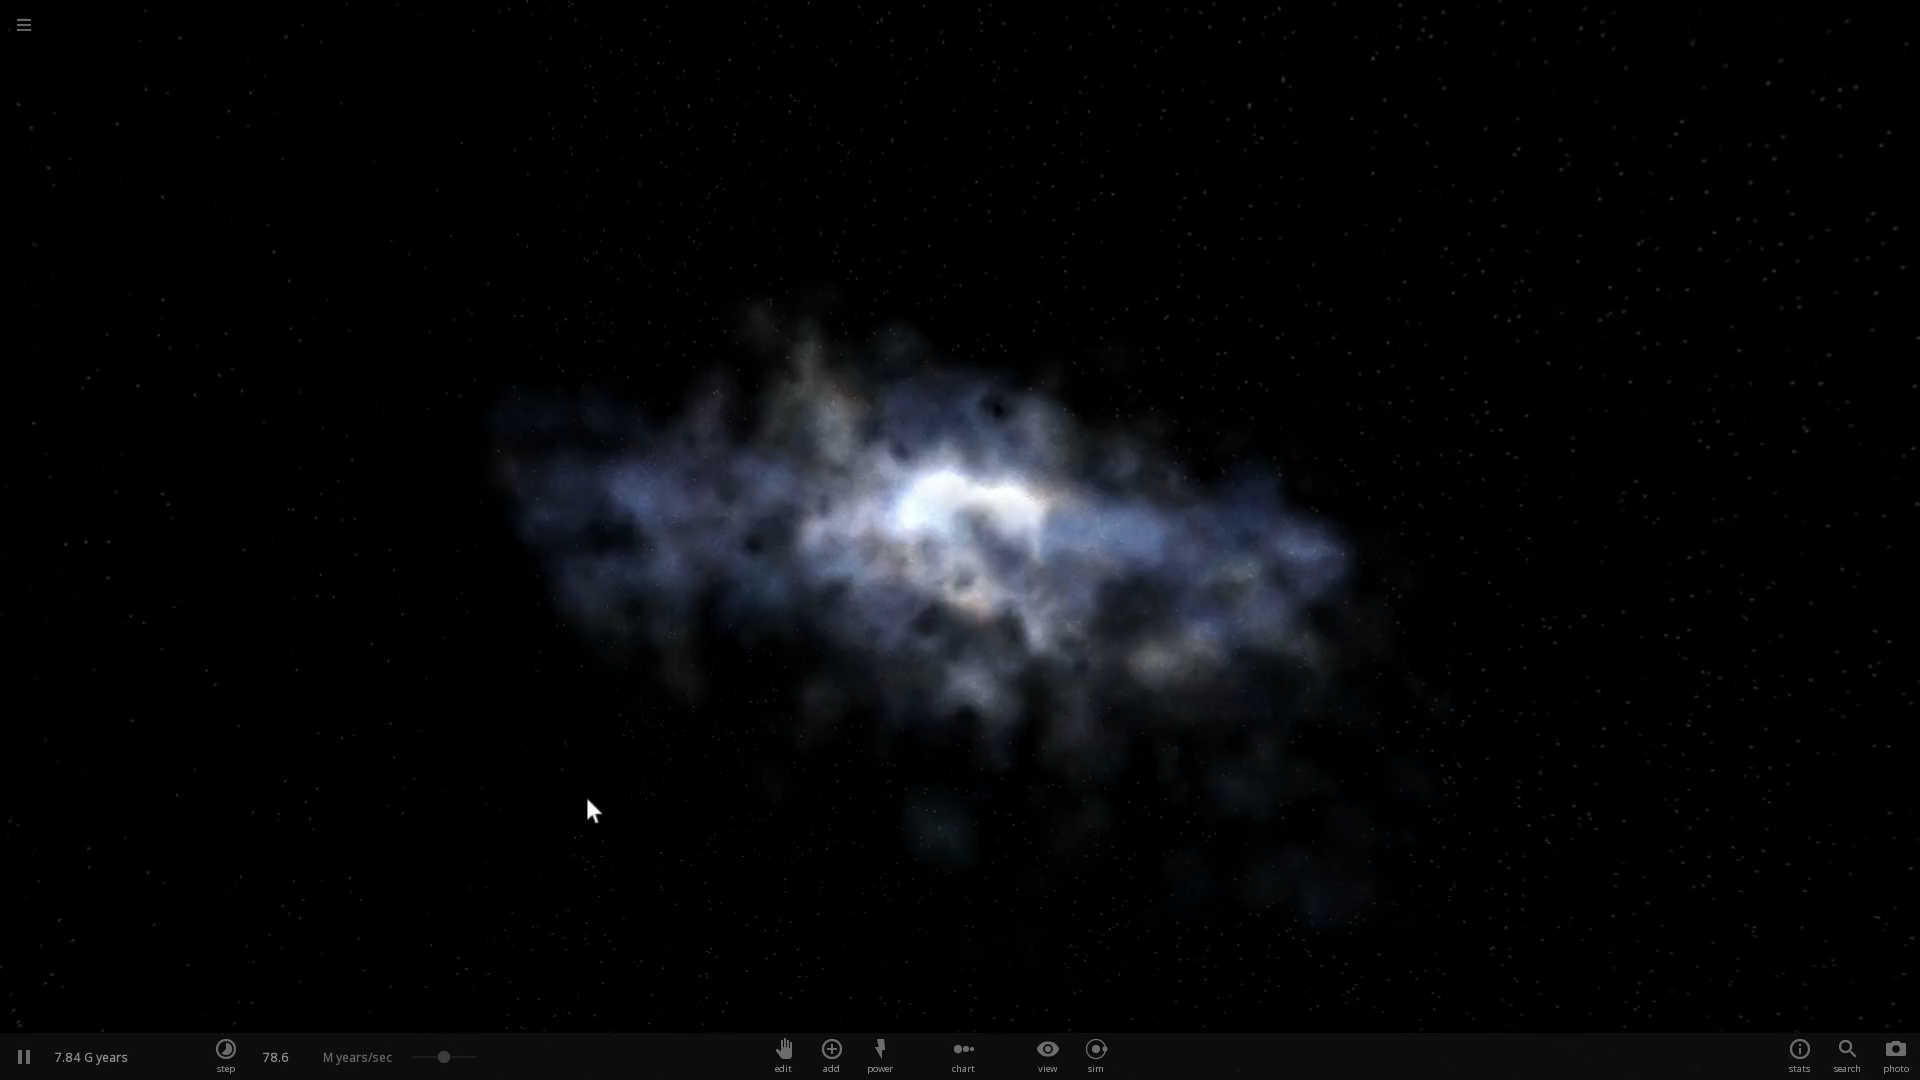 7.84 G years
step
78.6
M years/sec
edit
add
power
chart
view
sim
stats
search
photo